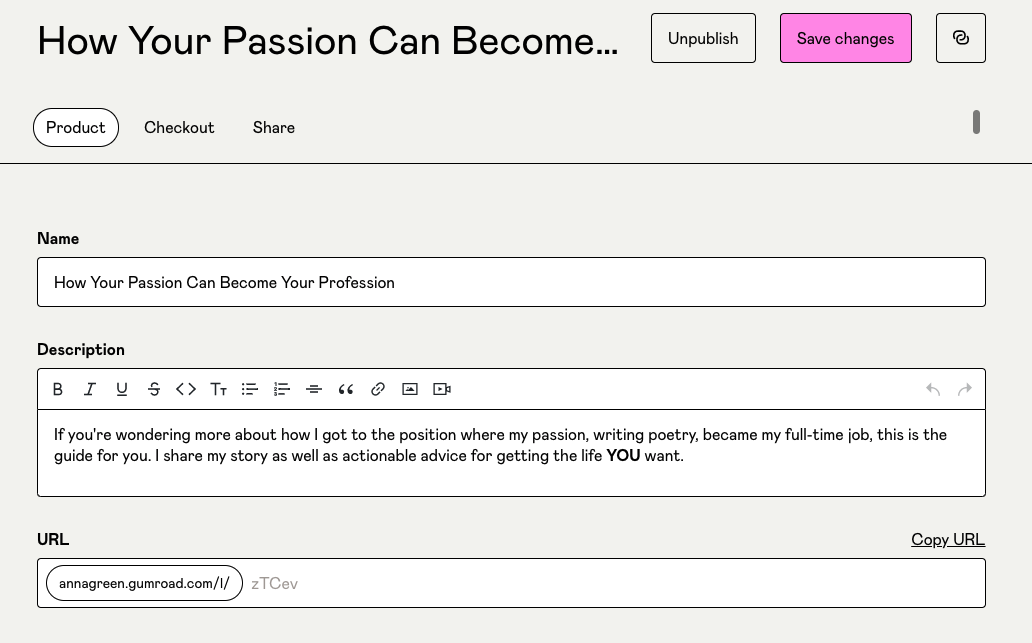 How Your Passion Can Become...
Unpublish
Save changes
Product
Checkout
Share
Name
How Your Passion Can Become Your Profession
Description
If you're wondering more about how I got to the position where my passion, writing poetry, became my full-time job, this is the
guide for you. I share my story as well as actionable advice for getting the life YOU want.
URL
Copy URL
annagreen.gumroad.com/l/ zTCev